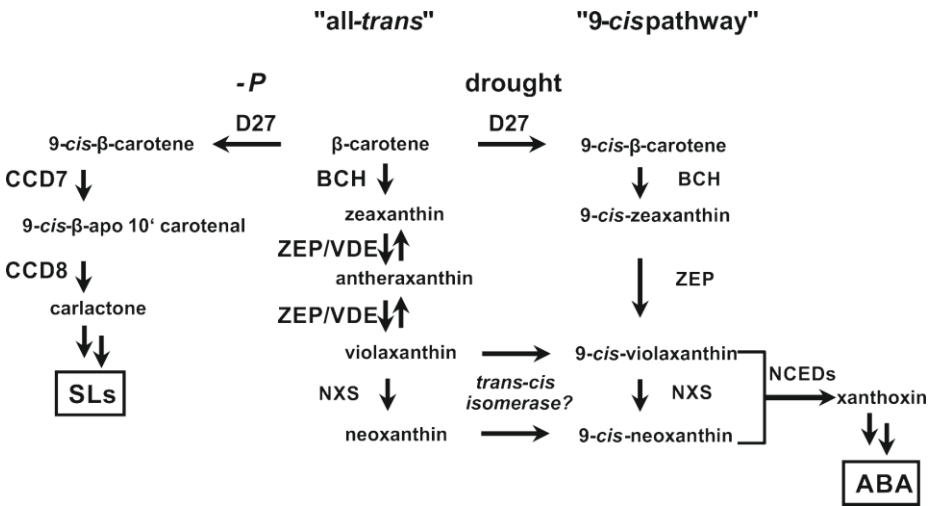 "all-trans" "9-cispathway"
-P drought
D27 D27
9-cis-β-carotene β-carotene 9-cis-β-carotene
CCD7 BCH BCH
9-cis-β-apo 10‘ carotenal zeaxanthin 9-cis-zeaxanthin
ZEP/VDE
CCD8 antheraxanthin ZEP
carlactone ZEP/VDE
violaxanthin 9-cis-violaxanthin
SLs NXS trans-cis NXS NCEDs
isomerase? xanthoxin
neoxanthin 9-cis-neoxanthin
ABA